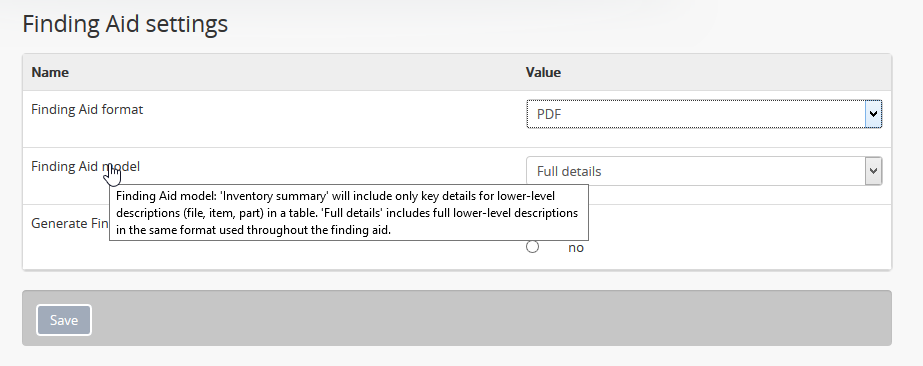 Finding Aid settings
Name Value
Finding Aid format PDF
Finding Aid model Full details
Finding Aid model: 'Inventory summary' will include only key details for lower-level
descriptions (file, item, part) in a table. 'Full details' includes full lower-level descriptions
in the same format used throughout the finding aid.
Generate Fin
no
Save